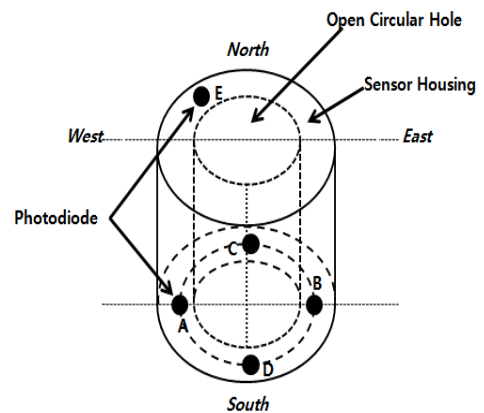 Open Circular Hole
North
Sensor Housing
E
West
East
Photodiode
C
B
A
D
South